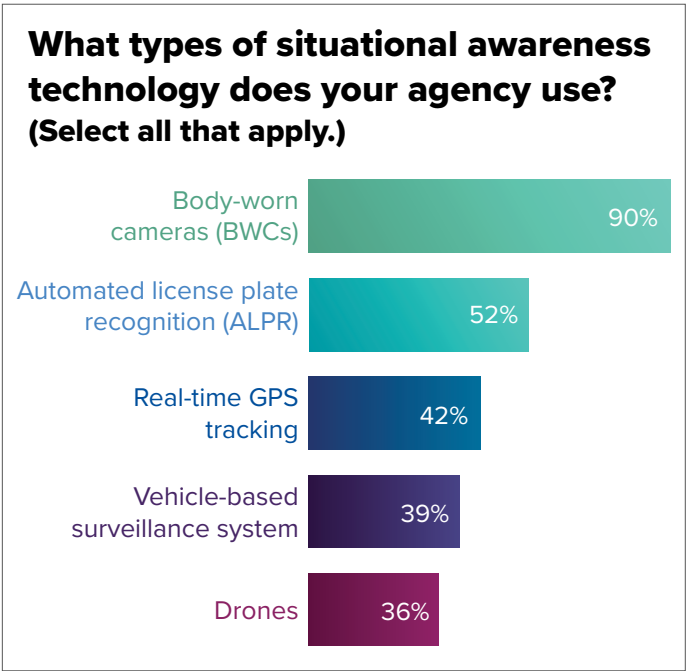 What types of situational awareness
technology does your agency use?
(Select all that apply.)
Body-worn
cameras (BWCs)
90%
Automated license plate
recognition (ALPR)
52%
Real-time GPS
tracking
42%
Vehicle-based
surveillance system
39%
Drones
36%